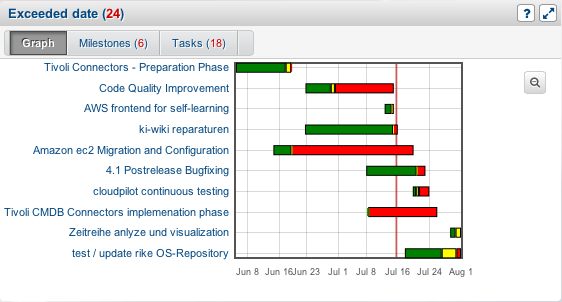 Exceeded date (24)
?
Graph
Milestones (6)
Tasks (18)
Tivoli Connectors - Preparation Phase
Code Quality Improvement
AWS frontend for self-learning
ki-wiki reparaturen
Amazon ec2 Migration and Configuration
4.1 Postrelease Bugfixing
cloudpilot continuous testing
Tivoli CMDB Connectors implemenation phase
Zeitreihe anlyze und visualization
test / update rike OS-Repository
Jun 8 Jun 16 Jun 23 Jul 1 Jul 8 Jul 16 Jul 24 Aug 1